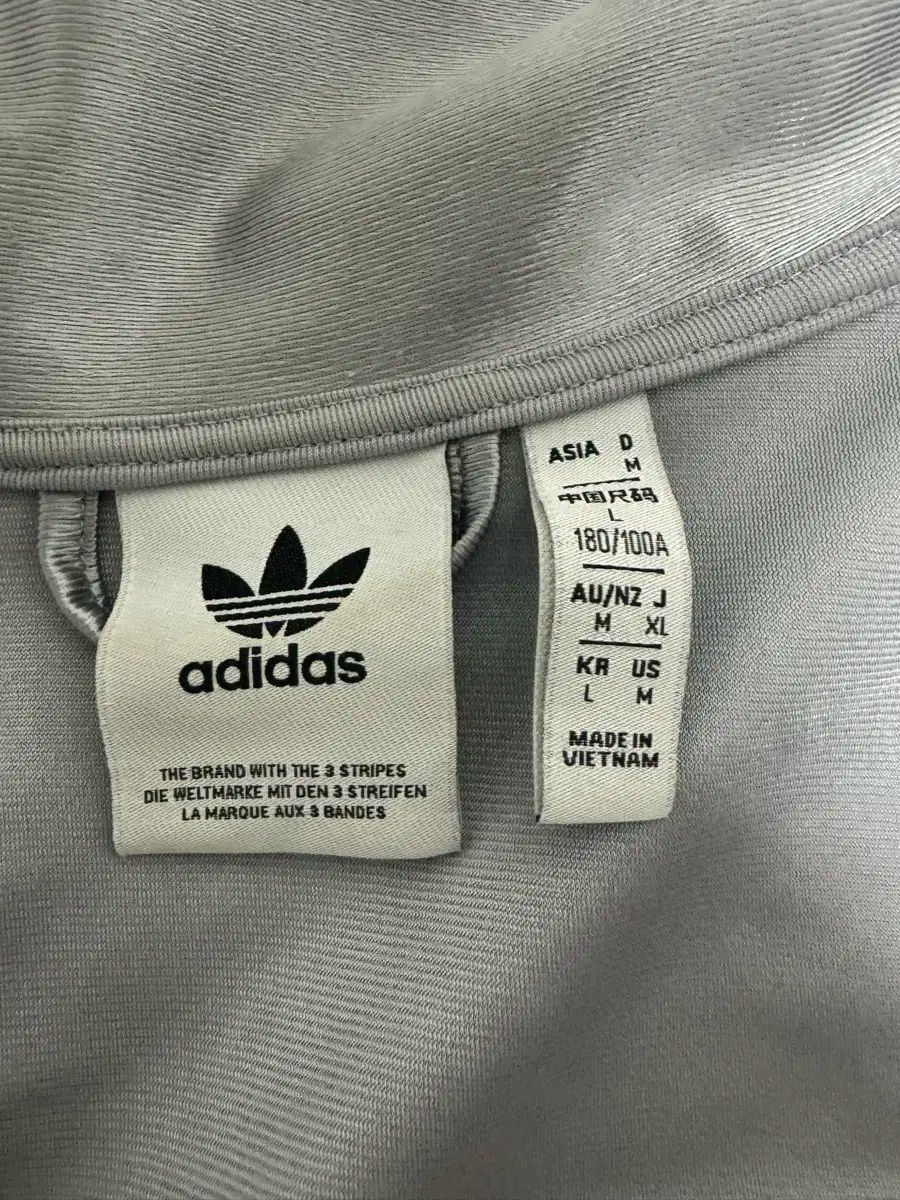 adidas
THE BRAND WITH THE 3 STRIPES
DIE WELTMARKE MIT DEN 3 STREIFEN
LA MARQUE AUX 3 BANDES
ASIA D
M
中国尺码
L
180/100A
AU/NZ J
M XL
KR US
L M
MADE IN
VIETNAM